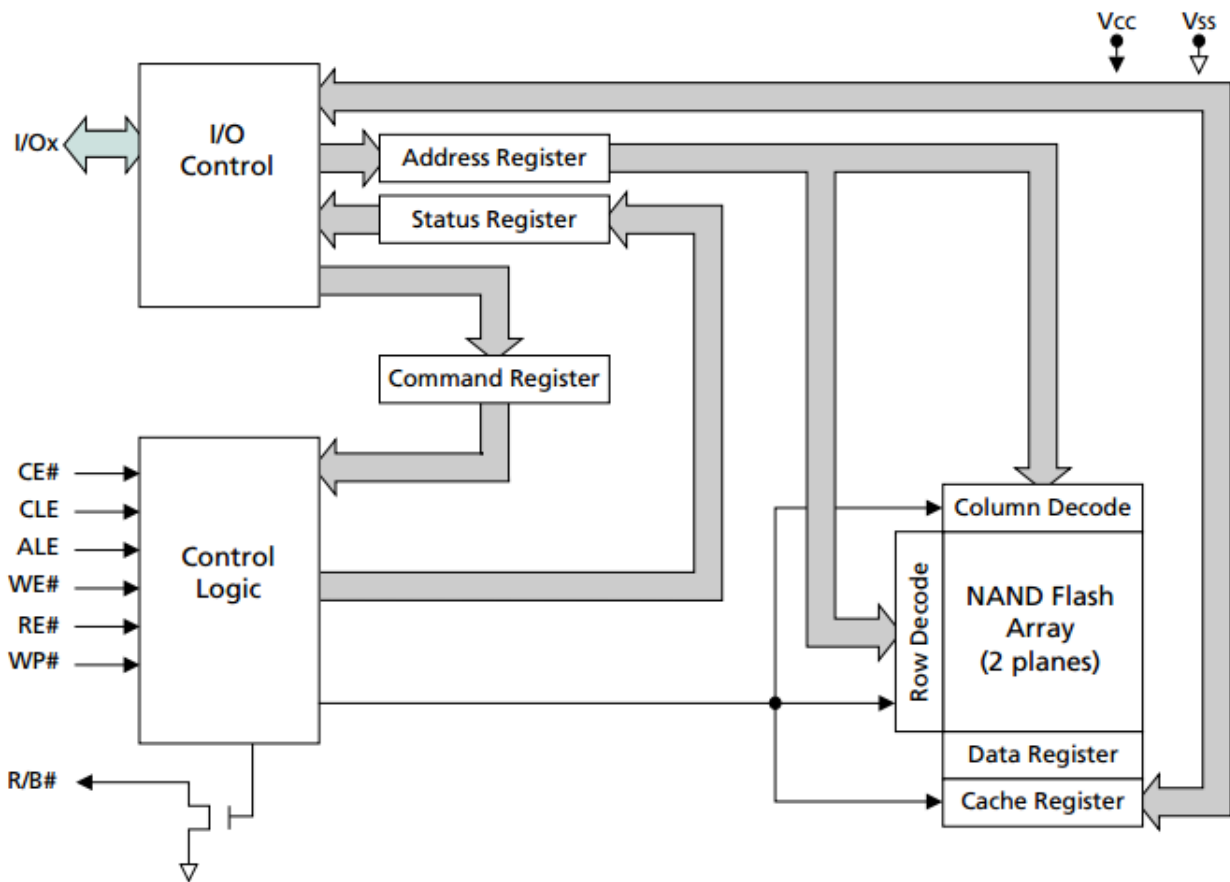 Vcc
Vss
I/Ox
I/O
Control
Address Register
Status Register
Command Register
CE#
CLE
ALE
WE#
RE#
WP#
Control
Logic
Column Decode
Row Decode
NAND Flash
Array
(2 planes)
Data Register
Cache Register
R/B#